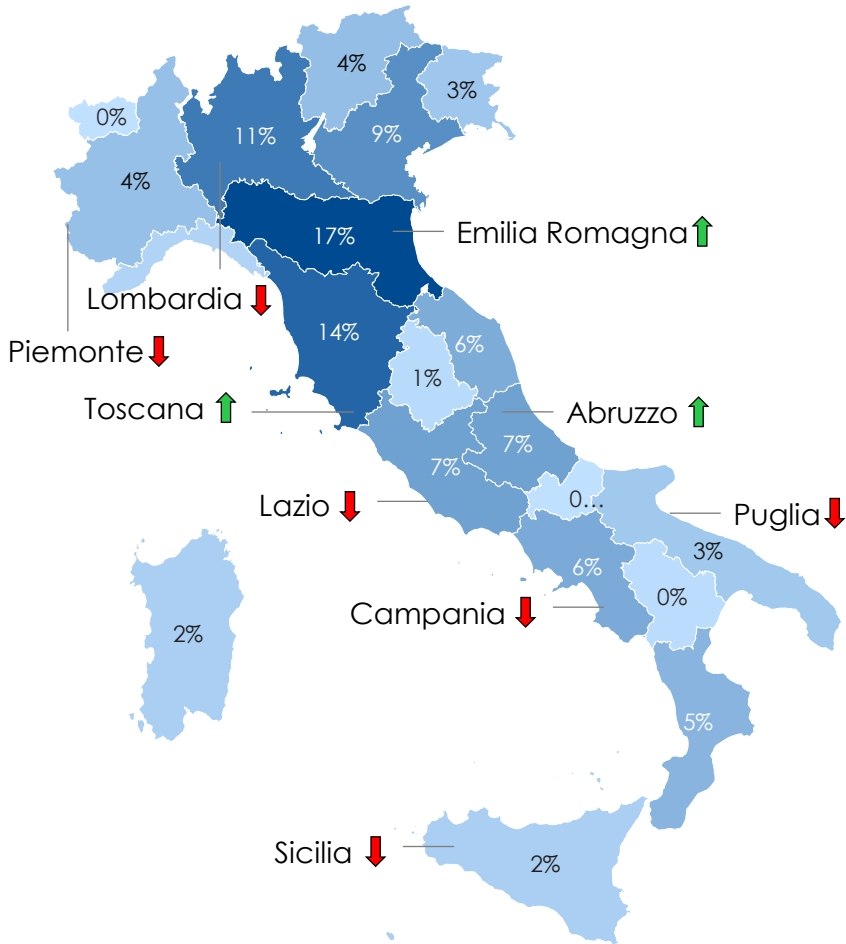 4%
3%
0%
11%
9%
4%
17%
Emilia Romagna
Lombardia
14%
6%
Piemonte
1%
Toscana
Abruzzo
7%
7%
0...
Lazio
Puglia
3%
6%
0%
Campania
2%
5%
Sicilia
2%